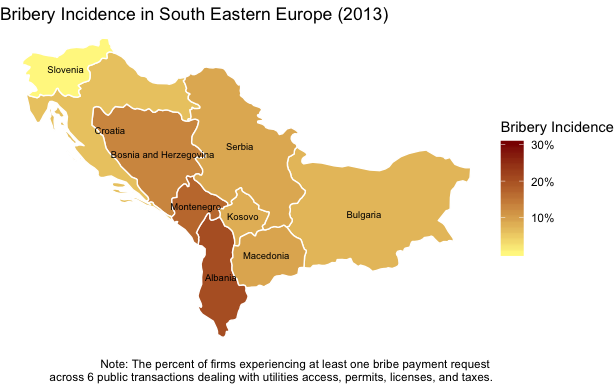 Bribery Incidence in South Eastern Europe (2013)
Slovenia
Croatia
Bosnia and Herzegovina
Serbia
Montenegro
Kosovo
Bulgaria
Macedonia
Albania
Bribery Incidence
30%
20%
10%
Note: The percent of firms experiencing at least one bribe payment request
across 6 public transactions dealing with utilities access, permits, licenses, and taxes.